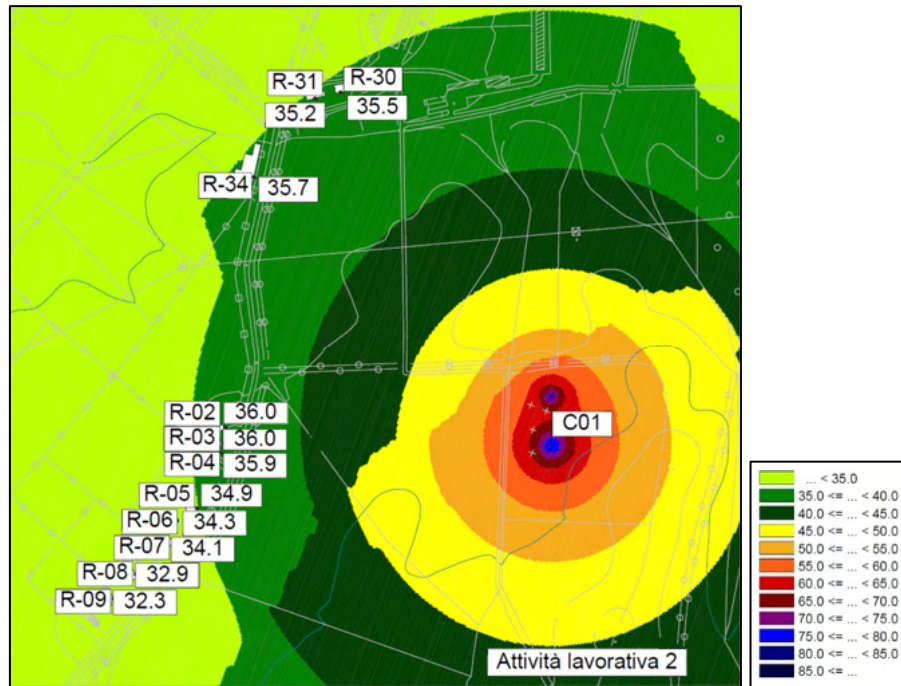 R-31 R-30
35.2 35.5
R-34 35.7
R-02 36.0
R-03 36.0
R-04 35.9
R-05 34.9
R-06 34.3
R-07 34.1
R-08 32.9
R-09 32.3
C01
Attività lavorativa 2
... < 35.0
35.0 <= ... < 40.0
40.0 <= ... < 45.0
45.0 <= ... < 50.0
50.0 <= ... < 55.0
55.0 <= ... < 60.0
60.0 <= ... < 65.0
65.0 <= ... < 70.0
70.0 <= ... < 75.0
75.0 <= ... < 80.0
80.0 <= ... < 85.0
85.0 <= ...